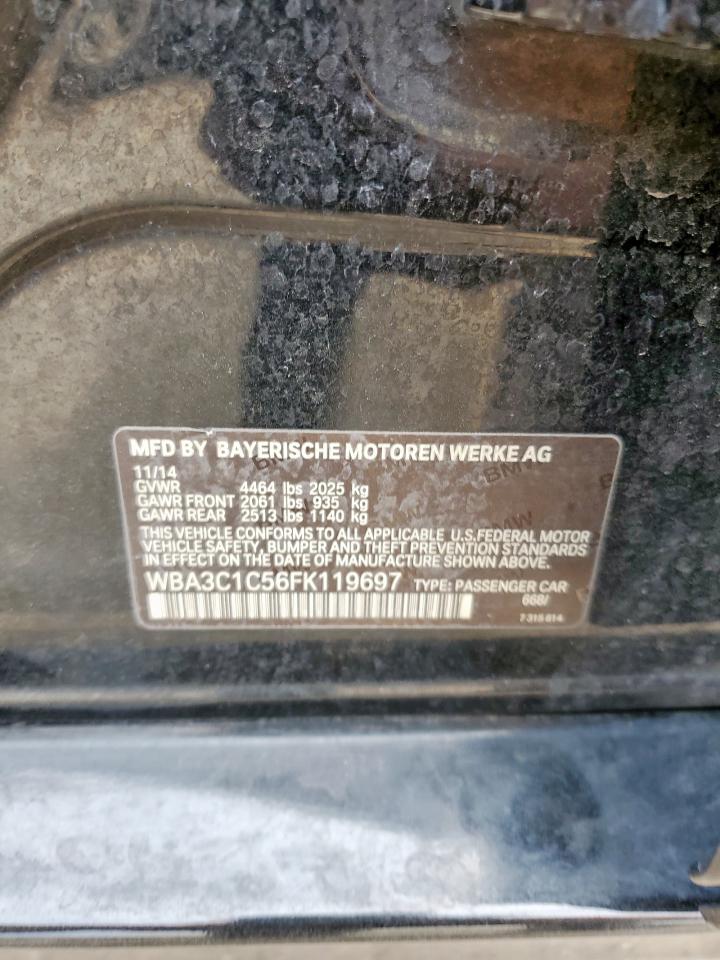 MFD BY BAYERISCHE MOTOREN WERKE AG
11/14
GVWR 4464 lbs 2025 kg
GAWR FRONT 2061 lbs 935 kg
GAWR REAR 2513 lbs 1140 kg
THIS VEHICLE CONFORMS TO ALL APPLICABLE U.S.FEDERAL MOTOR
VEHICLE SAFETY, BUMPER AND THEFT PREVENTION STANDARDS
IN EFFECT ON THE DATE OF MANUFACTURE SHOWN ABOVE.
WBA3C1C56FK119697 TYPE: PASSENGER CAR
668/
7315614